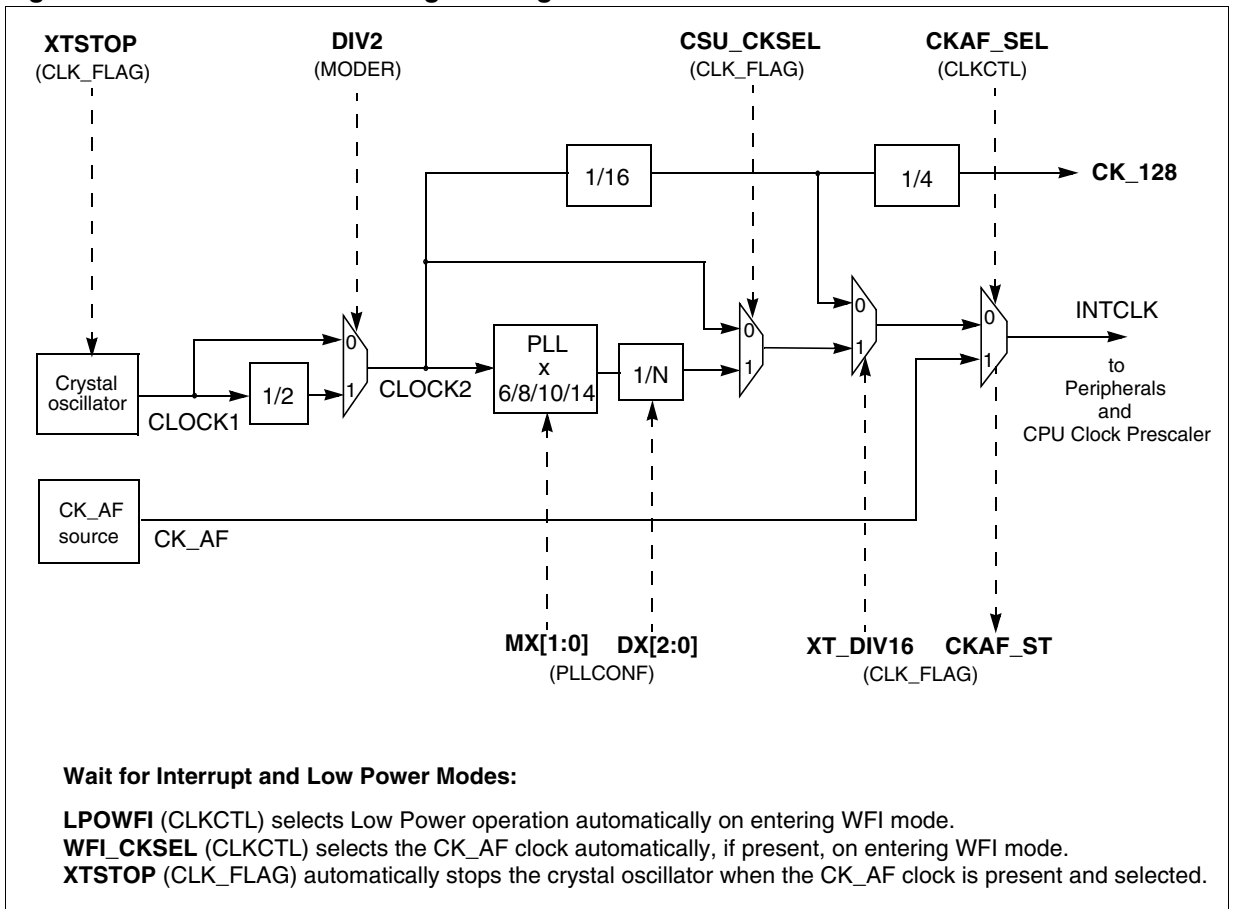 XTSTOP
(CLK_FLAG)
DIV2
(MODER)
CSU_CKSEL
(CLK_FLAG)
CKAF_SEL
(CLKCTL)
1/16
1/4
CK_128
Crystal
oscillator
CLOCK1
1/2
0
1
CLOCK2
PLL
x
6/8/10/14
1/N
0
1
0
1
0
1
INTCLK
to
Peripherals
and
CPU Clock Prescaler
CK_AF
source
CK_AF
MX[1:0]
DX[2:0]
(PLLCONF)
XT_DIV16
CKAF_ST
(CLK_FLAG)
Wait for Interrupt and Low Power Modes:
LPOWFI (CLKCTL) selects Low Power operation automatically on entering WFI mode.
WFI_CKSEL (CLKCTL) selects the CK_AF clock automatically, if present, on entering WFI mode.
XTSTOP (CLK_FLAG) automatically stops the crystal oscillator when the CK_AF clock is present and selected.